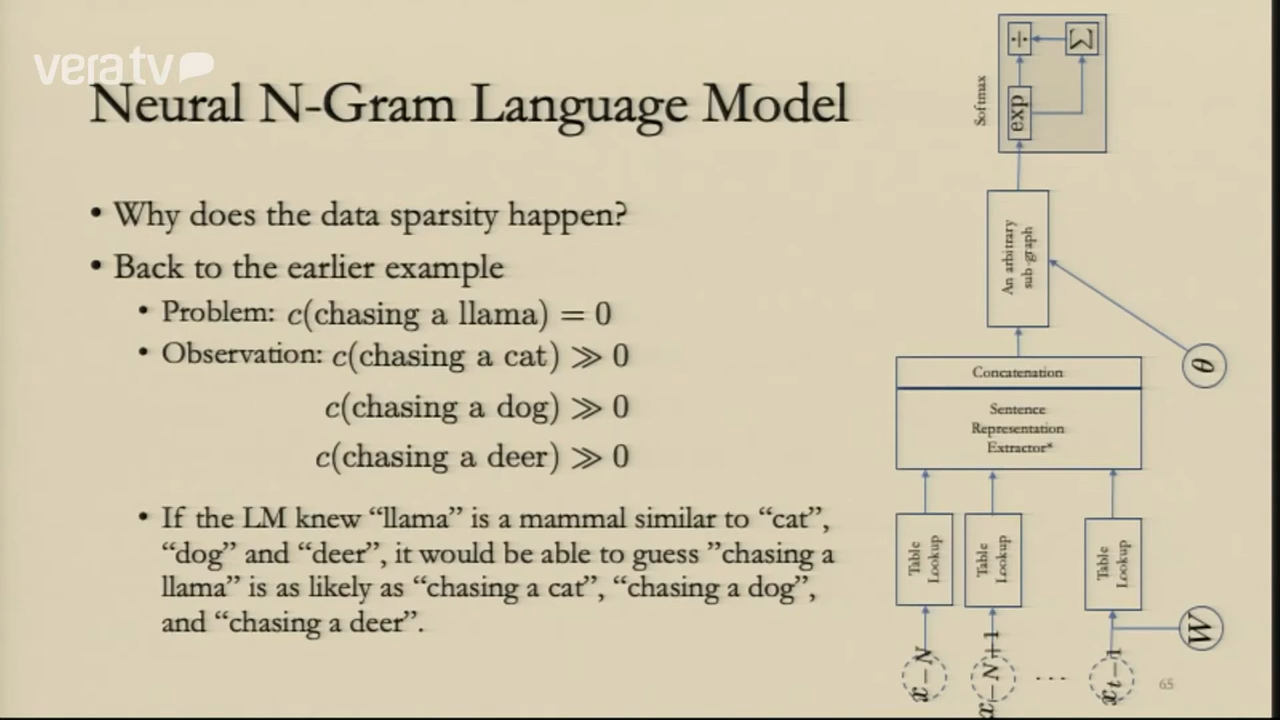 vera.tv
Neural N-Gram Language Model
• Why does the data sparsity happen?
• Back to the earlier example
• Problem: c(chasing a llama) = 0
• Observation: c(chasing a cat) ≫ 0
c(chasing a dog) ≫ 0
c(chasing a deer) ≫ 0
• If the LM knew “llama” is a mammal similar to “cat”,
“dog” and “deer”, it would be able to guess ”chasing a
llama” is as likely as “chasing a cat”, “chasing a dog”,
and “chasing a deer”.
Softmax
÷
Σ
exp
An arbitrary
sub-graph
θ
Concatenation
Sentence
Representation
Extractor*
Table
Lookup
Table
Lookup
Table
Lookup
W
x−N
x−N+1
...
xt−1
65